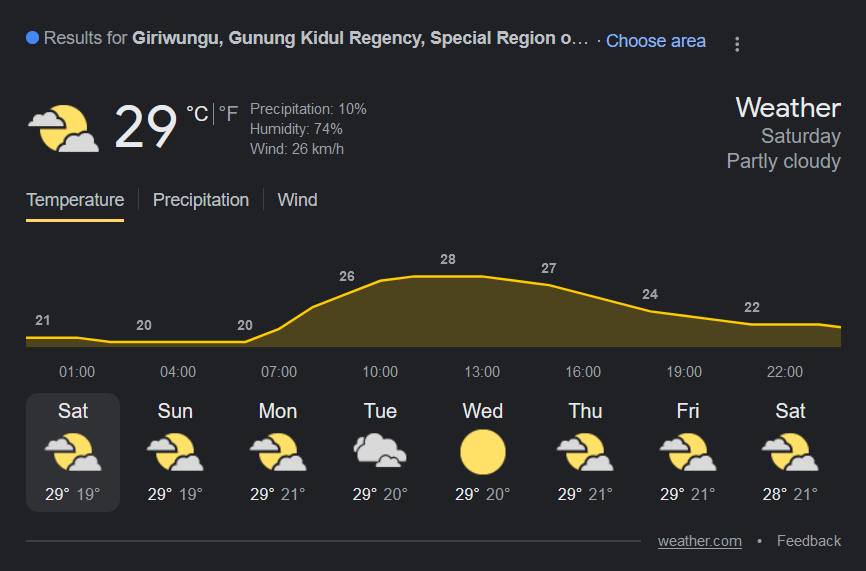 Results for Giriwungu, Gunung Kidul Regency, Special Region o... · Choose area
29 °C | °F
Precipitation: 10%
Humidity: 74%
Wind: 26 km/h
Weather
Saturday
Partly cloudy
Temperature | Precipitation | Wind
21 20 20 26 28 27 24 22
01:00 04:00 07:00 10:00 13:00 16:00 19:00 22:00
Sat Sun Mon Tue Wed Thu Fri Sat
29° 19° 29° 19° 29° 21° 29° 20° 29° 20° 29° 21° 29° 21° 28° 21°
weather.com • Feedback